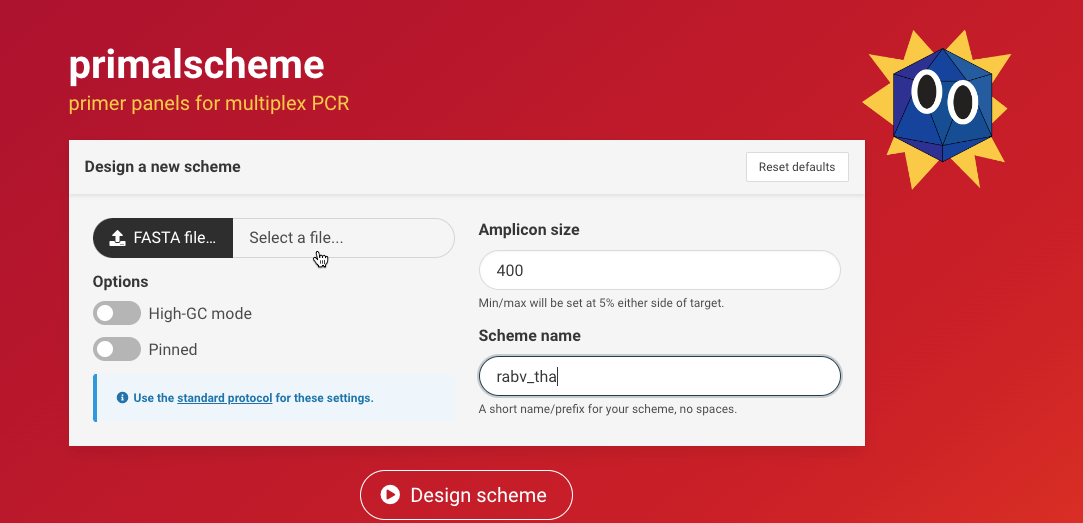 primalscheme
primer panels for multiplex PCR
Design a new scheme
Reset defaults
FASTA file...
Select a file...
Options
High-GC mode
Pinned
Use the standard protocol for these settings.
Amplicon size
400
Min/max will be set at 5% either side of target.
Scheme name
rabv_tha
A short name/prefix for your scheme, no spaces.
Design scheme